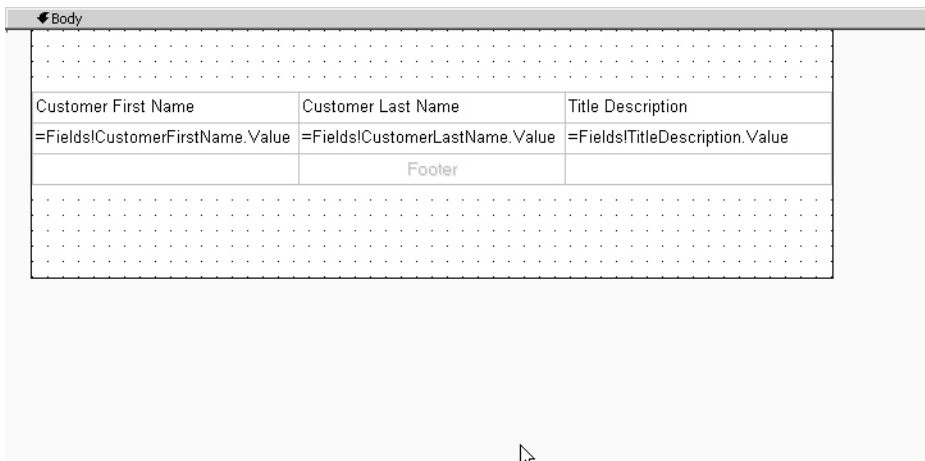 Body
Customer First Name Customer Last Name Title Description
=Fields!CustomerFirstName.Value =Fields!CustomerLastName.Value =Fields!TitleDescription.Value
Footer